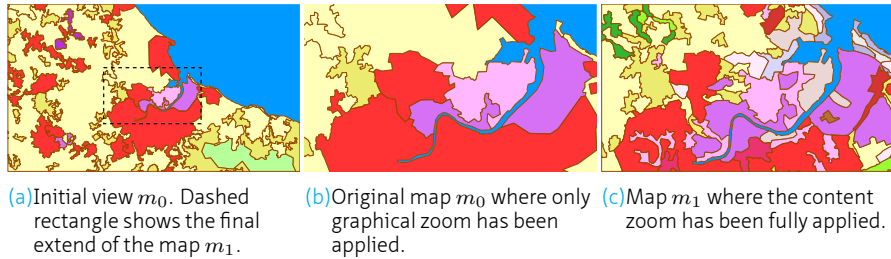 (a) Initial view m₀. Dashed
rectangle shows the final
extend of the map m₁.
(b) Original map m₀ where only
graphical zoom has been
applied.
(c) Map m₁ where the content
zoom has been fully applied.